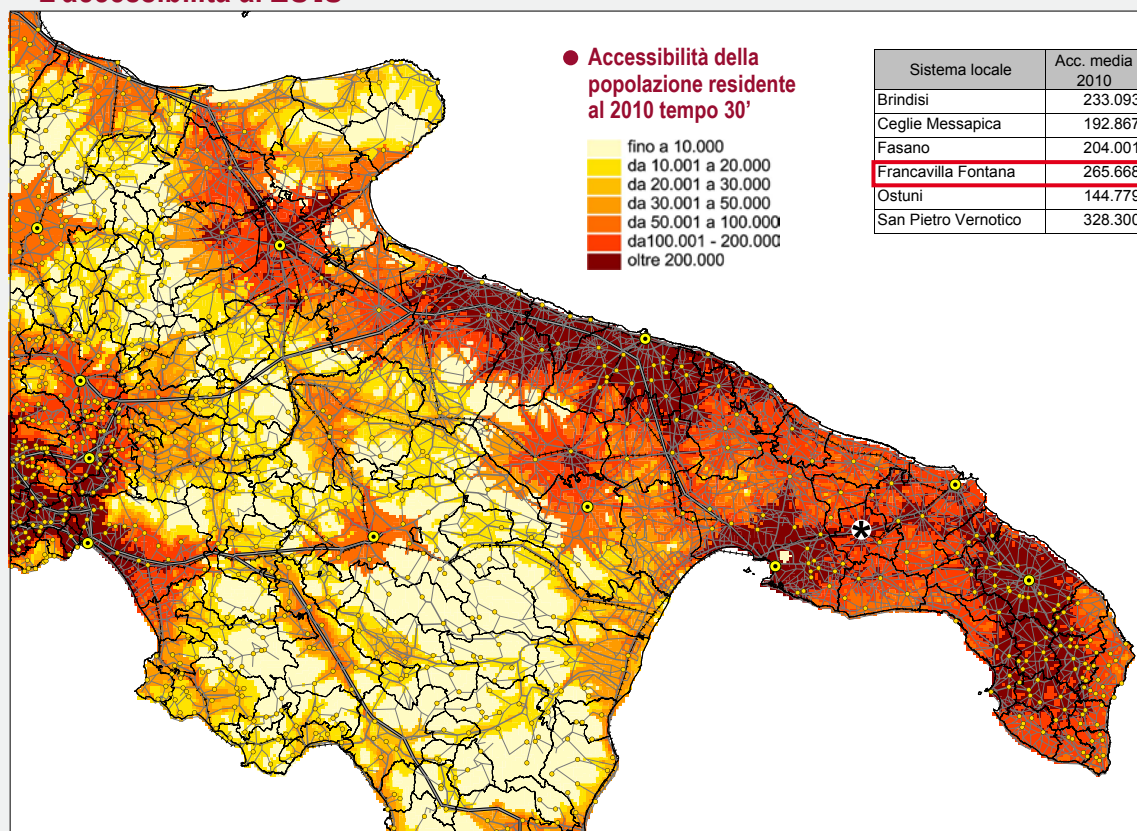 L'accessibilità al 2010
Accessibilità della
popolazione residente
al 2010 tempo 30'
fino a 10.000
da 10.001 a 20.000
da 20.001 a 30.000
da 30.001 a 50.000
da 50.001 a 100.000
da100.001 - 200.000
oltre 200.000
Sistema locale Acc. media
2010
Brindisi 233.093
Ceglie Messapica 192.867
Fasano 204.001
Francavilla Fontana 265.668
Ostuni 144.779
San Pietro Vernotico 328.300
*